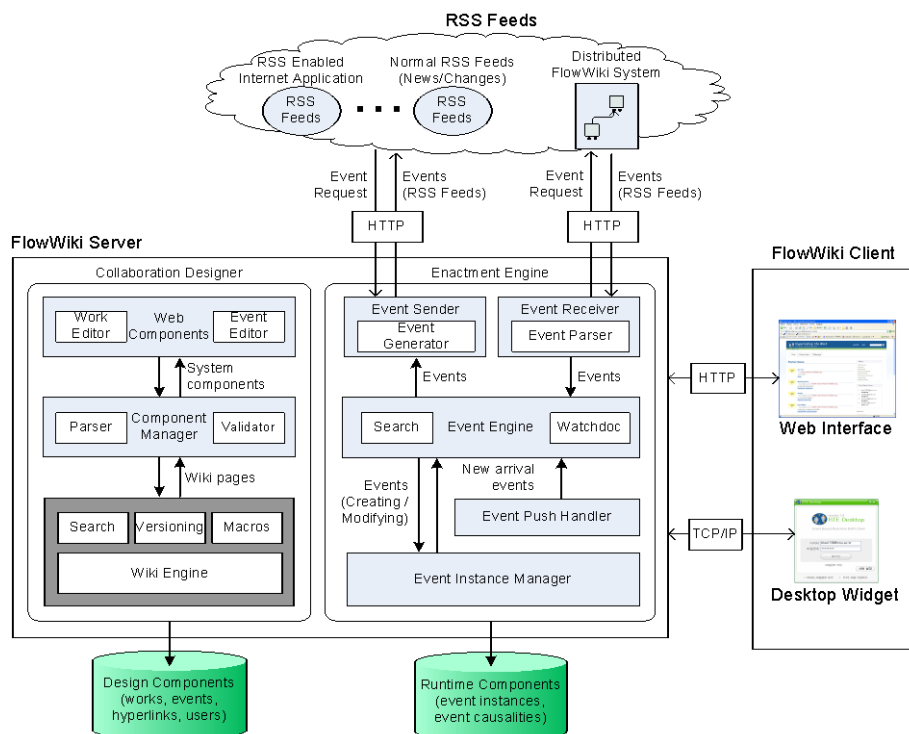 RSS Feeds
RSS Enabled
Internet Application
Normal RSS Feeds
(News/Changes)
Distributed
FlowWiki System
RSS
Feeds
RSS
Feeds
Event
Request
Events
(RSS Feeds)
Event
Request
Events
(RSS Feeds)
HTTP
HTTP
FlowWiki Server
FlowWiki Client
Collaboration Designer
Enactment Engine
Work
Editor
Web
Components
Event
Editor
System
components
Parser
Component
Manager
Validator
Wiki pages
Search
Versioning
Macros
Wiki Engine
Event Sender
Event
Generator
Event Receiver
Event Parser
Events
Events
Search
Event Engine
Watchdoc
Events
(Creating /
Modifying)
New arrival
events
Event Push Handler
Event Instance Manager
HTTP
Web Interface
TCP/IP
Desktop Widget
Design Components
(works, events,
hyperlinks, users)
Runtime Components
(event instances,
event causalities)